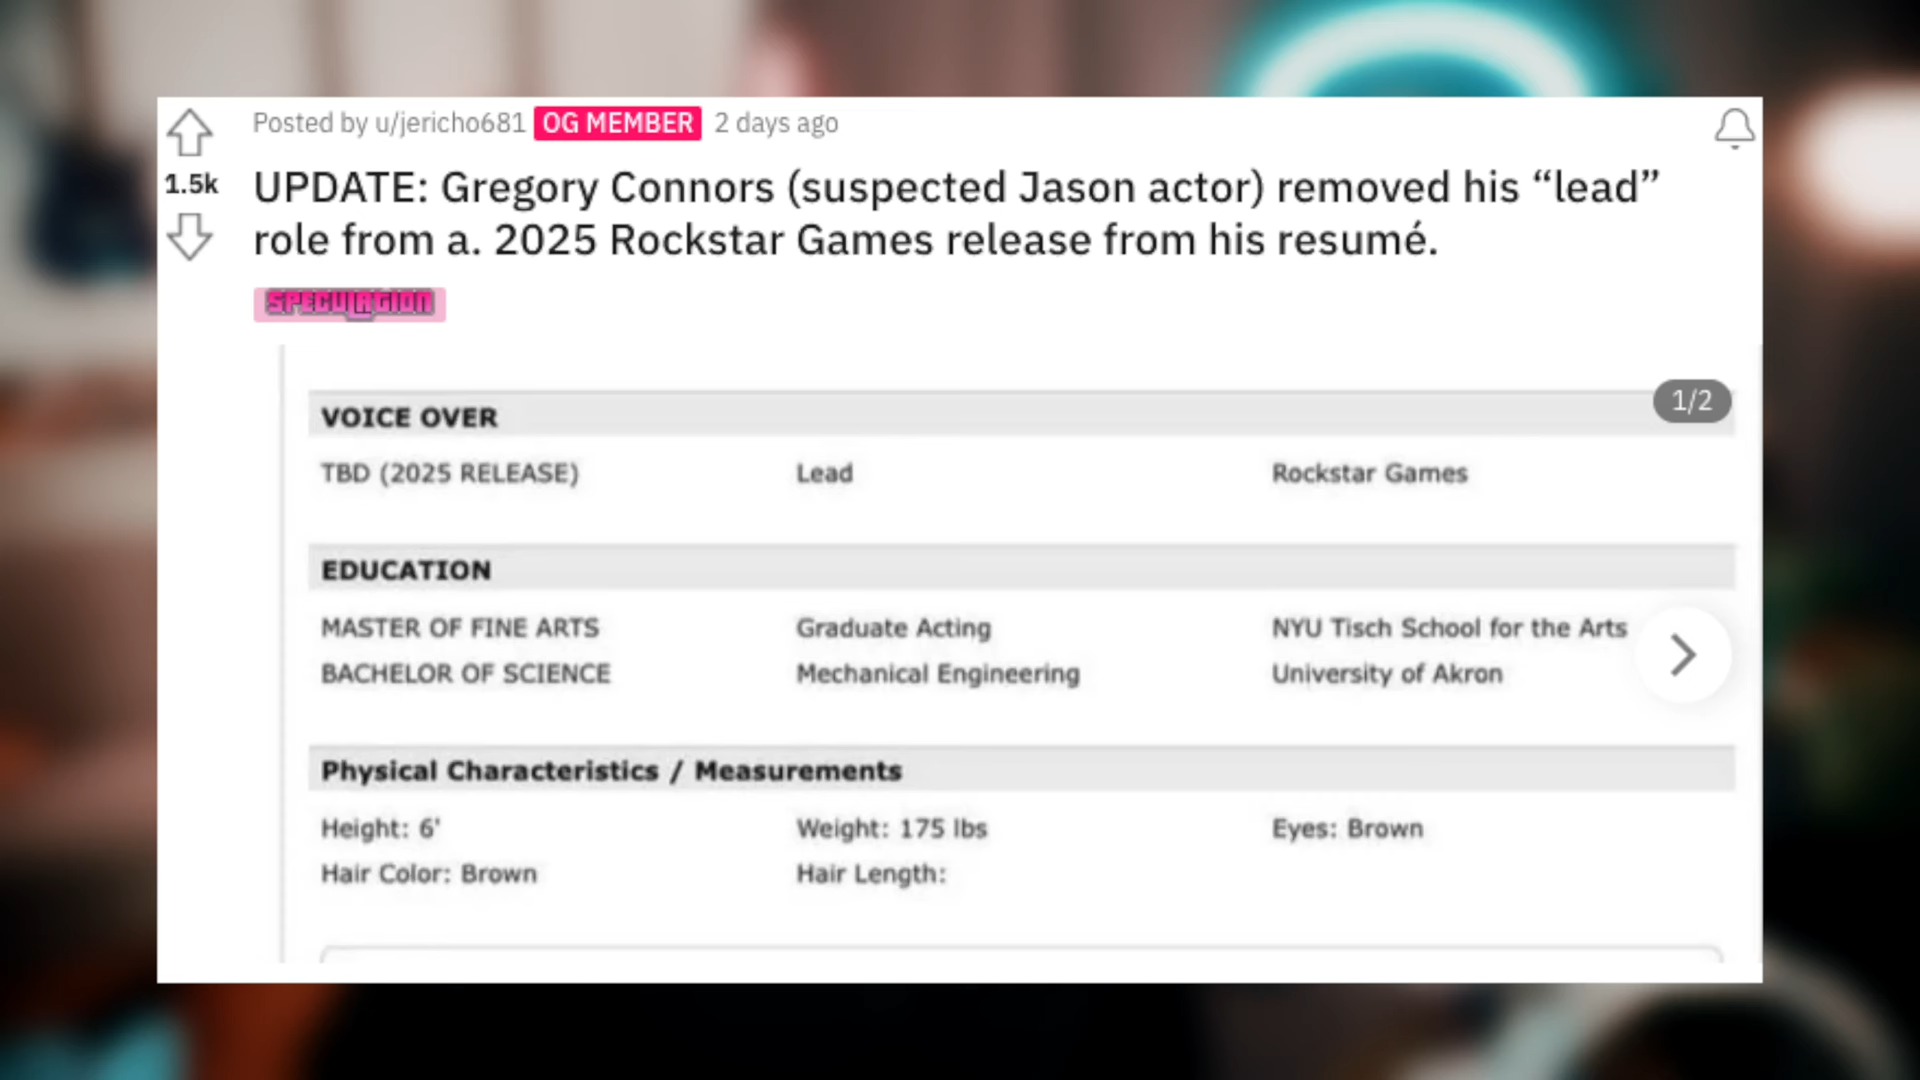 Posted by u/jericho681 OG MEMBER 2 days ago
1.5k
UPDATE: Gregory Connors (suspected Jason actor) removed his “lead”
role from a. 2025 Rockstar Games release from his resumé.
SPECULATION
1/2
VOICE OVER
TBD (2025 RELEASE) Lead Rockstar Games
EDUCATION
MASTER OF FINE ARTS Graduate Acting NYU Tisch School for the Arts
BACHELOR OF SCIENCE Mechanical Engineering University of Akron
Physical Characteristics / Measurements
Height: 6' Weight: 175 lbs Eyes: Brown
Hair Color: Brown Hair Length: